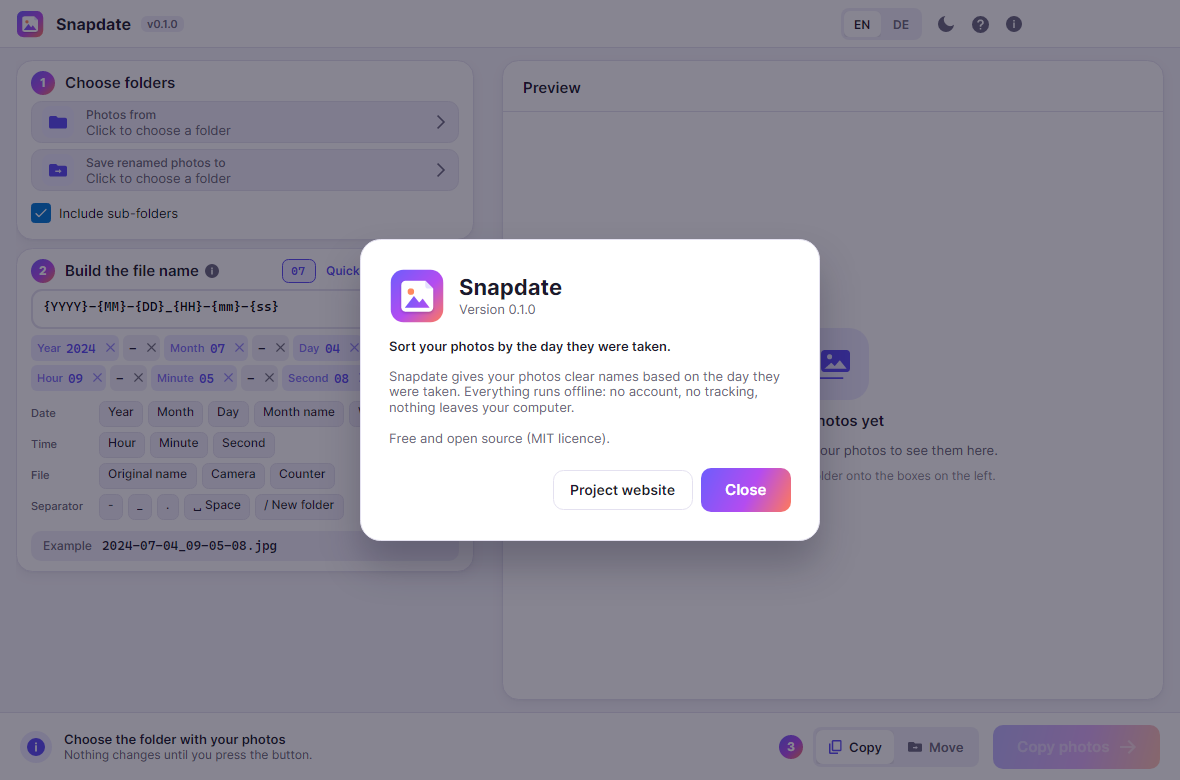 Snapdate v0.1.0
EN DE
1 Choose folders
Photos from
Click to choose a folder
Save renamed photos to
Click to choose a folder
Include sub-folders
2 Build the file name
07 Quick
{YYYY}-{MM}-{DD}_{HH}-{mm}-{ss}
Year 2024 × – × Month 07 × – × Day 04 ×
Hour 09 × – × Minute 05 × – × Second 08
Date Year Month Day Month name
Time Hour Minute Second
File Original name Camera Counter
Separator - _ . ␣ Space / New folder
Example 2024-07-04_09-05-08.jpg
Preview
yet
your photos to see them here.
onto the boxes on the left.
Snapdate
Version 0.1.0
Sort your photos by the day they were taken.
Snapdate gives your photos clear names based on the day they
were taken. Everything runs offline: no account, no tracking,
nothing leaves your computer.
Free and open source (MIT licence).
Project website
Close
Choose the folder with your photos
Nothing changes until you press the button.
3 Copy Move
Copy photos →